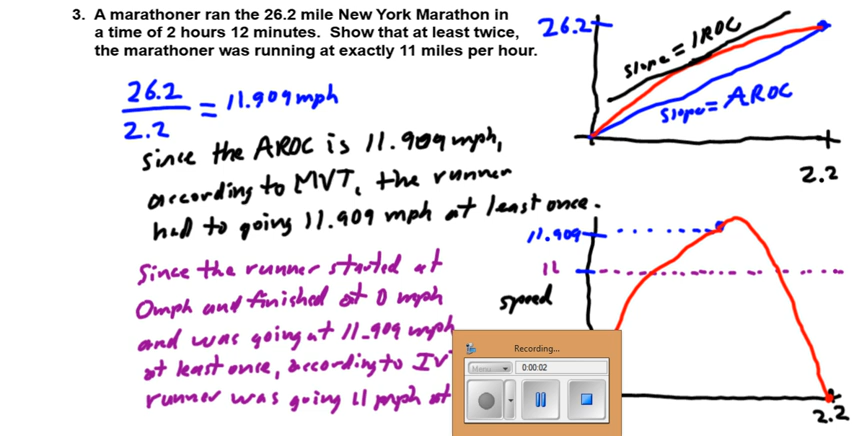 3. A marathoner ran the 26.2 mile New York Marathon in
a time of 2 hours 12 minutes. Show that at least twice,
the marathoner was running at exactly 11 miles per hour.
26.2
2.2
= 11.909 mph
since the AROC is 11.909 mph,
according to MVT, the runner
had to going 11.909 mph at least once.
Since the runner started at
0 mph and finished at 0 mph
and was going at 11.909 mph
at least once, according to IV
runner was going 11 mph at
26.2
slope = IROC
slope = AROC
2.2
11.909
11
speed
2.2
Recording...
Menu
0:00:02